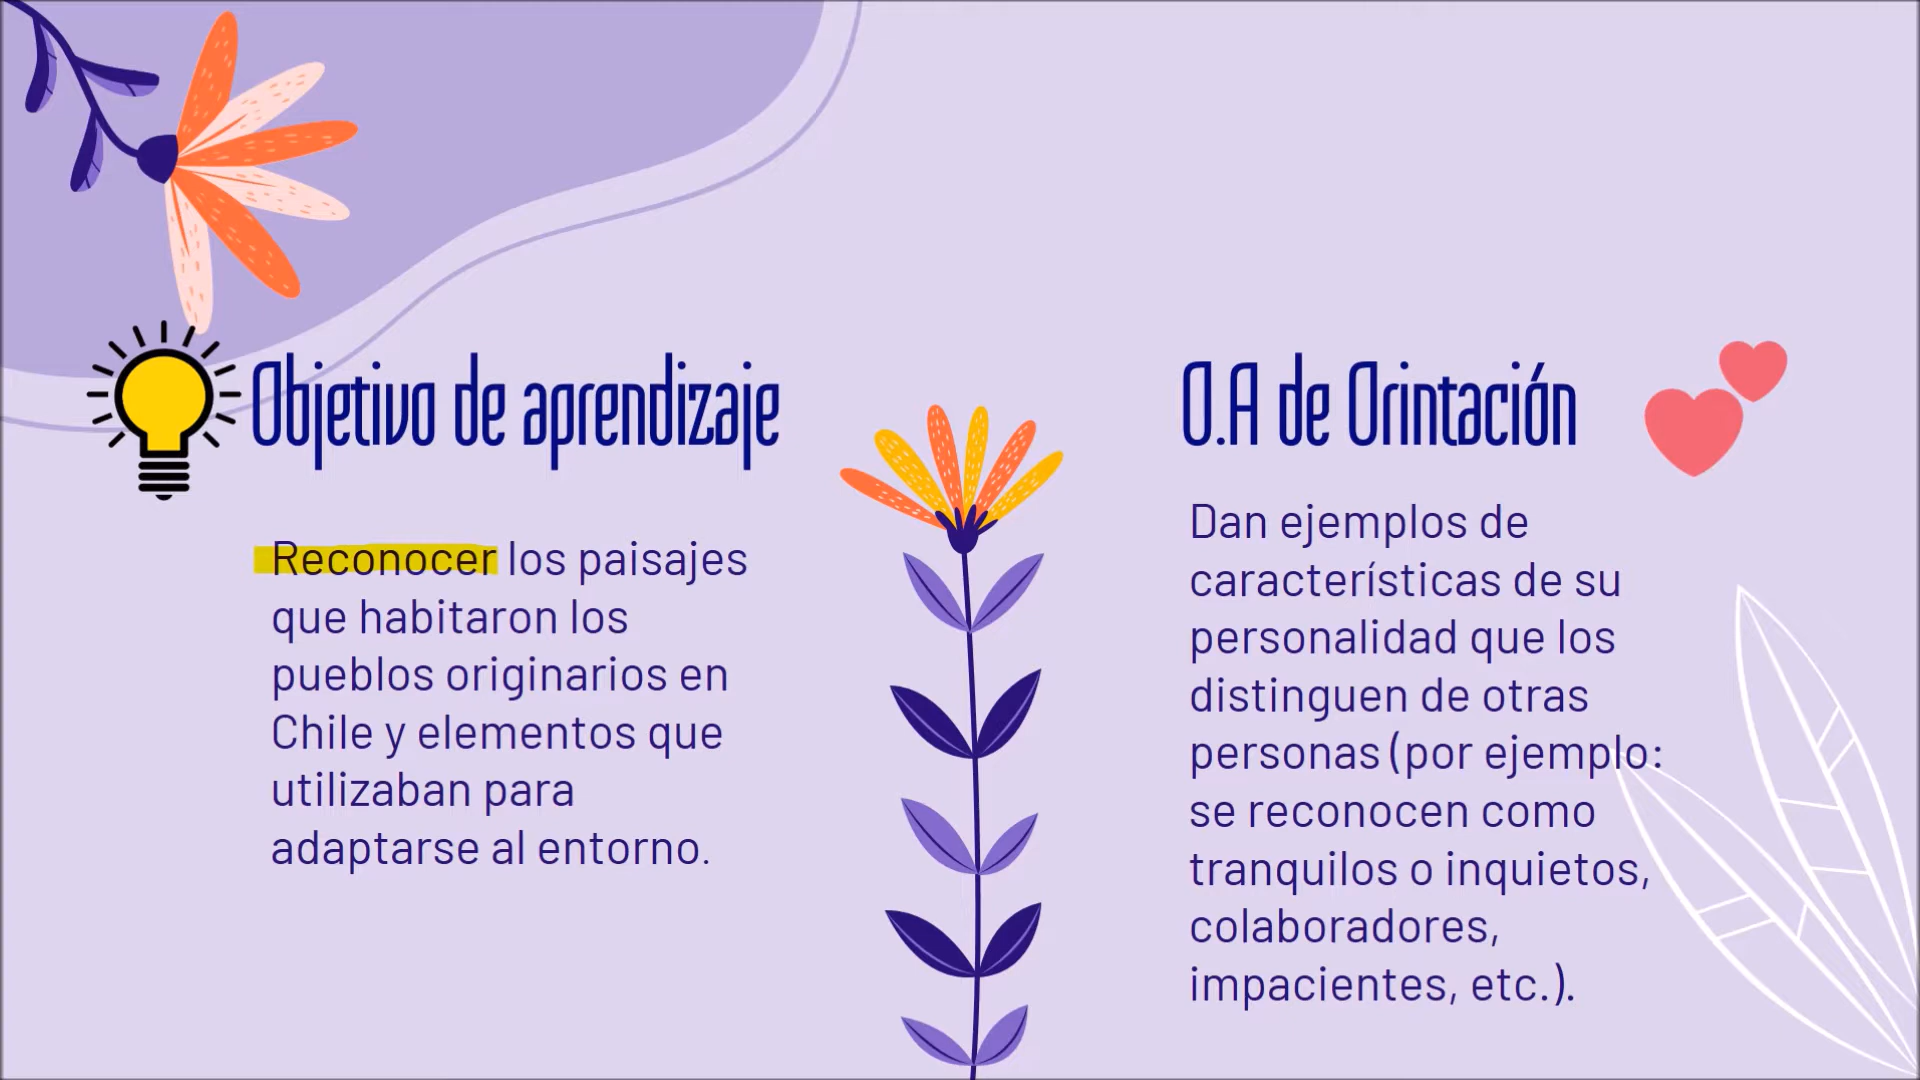 Objetivo de aprendizaje
Reconocer los paisajes
que habitaron los
pueblos originarios en
Chile y elementos que
utilizaban para
adaptarse al entorno.
O.A de Orintación
Dan ejemplos de
características de su
personalidad que los
distinguen de otras
personas (por ejemplo:
se reconocen como
tranquilos o inquietos,
colaboradores,
impacientes, etc.).